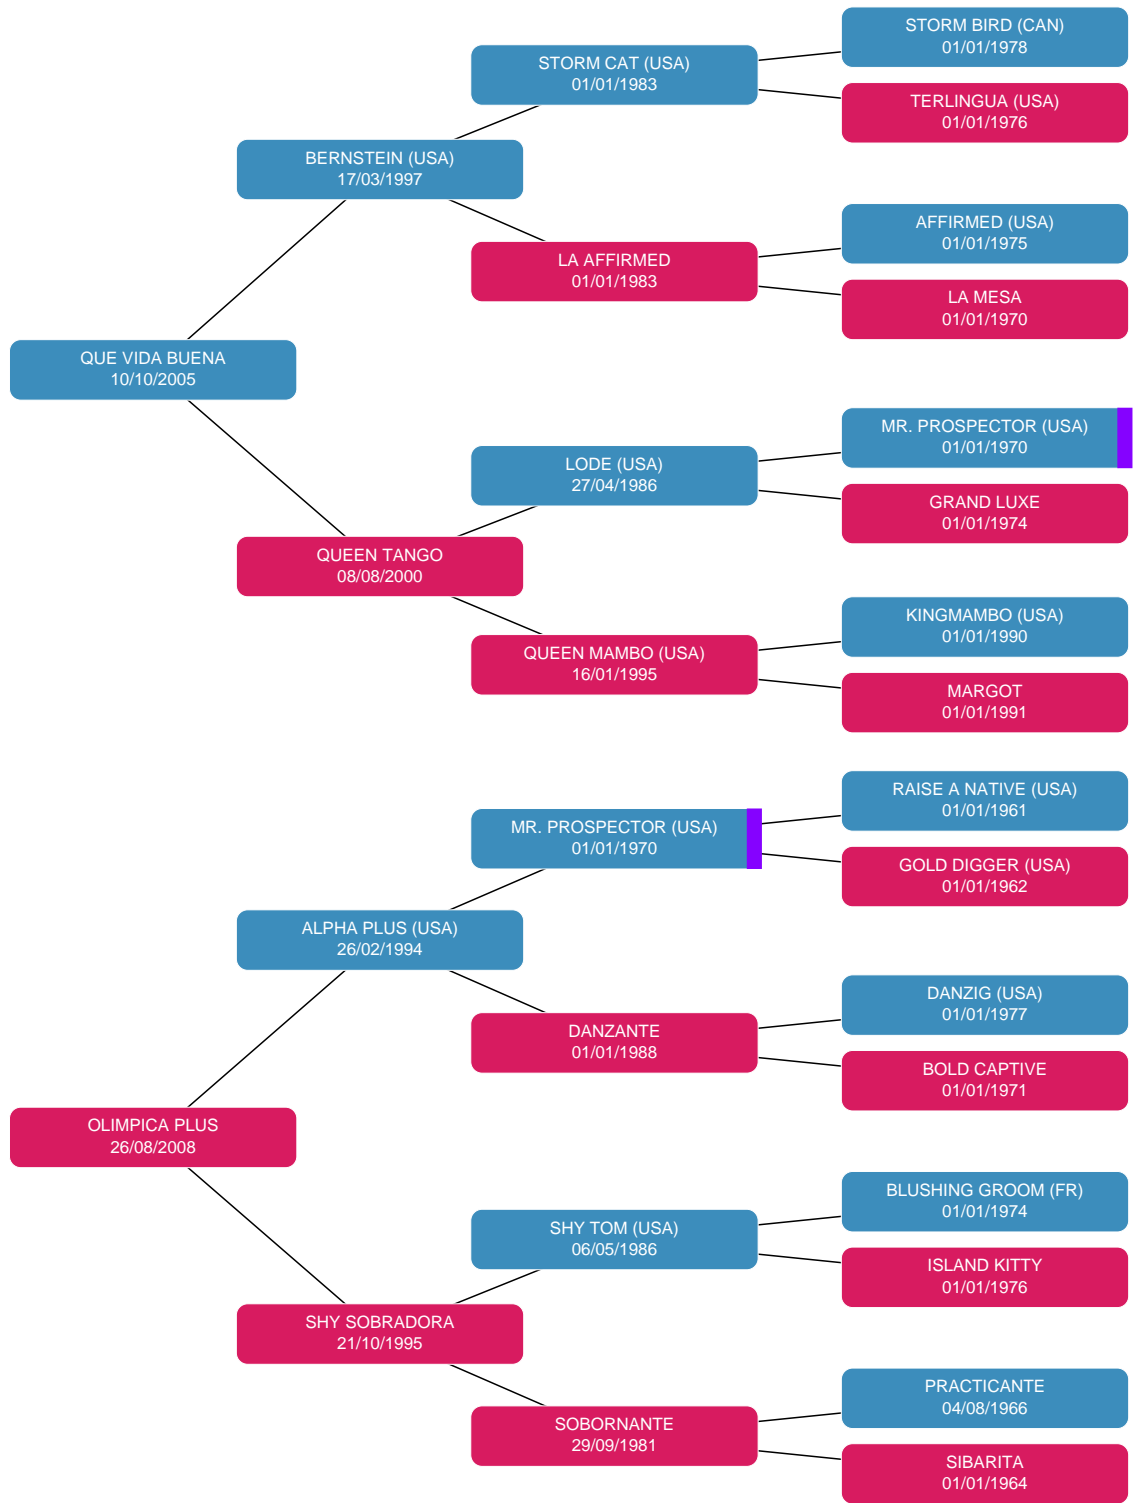 STORM BIRD (CAN)
01/01/1978
STORM CAT (USA)
01/01/1983
TERLINGUA (USA)
01/01/1976
BERNSTEIN (USA)
17/03/1997
AFFIRMED (USA)
01/01/1975
LA AFFIRMED
01/01/1983
LA MESA
01/01/1970
QUE VIDA BUENA
10/10/2005
MR. PROSPECTOR (USA)
01/01/1970
LODE (USA)
27/04/1986
GRAND LUXE
01/01/1974
QUEEN TANGO
08/08/2000
KINGMAMBO (USA)
01/01/1990
QUEEN MAMBO (USA)
16/01/1995
MARGOT
01/01/1991
RAISE A NATIVE (USA)
01/01/1961
MR. PROSPECTOR (USA)
01/01/1970
GOLD DIGGER (USA)
01/01/1962
ALPHA PLUS (USA)
26/02/1994
DANZIG (USA)
01/01/1977
DANZANTE
01/01/1988
BOLD CAPTIVE
01/01/1971
OLIMPICA PLUS
26/08/2008
BLUSHING GROOM (FR)
01/01/1974
SHY TOM (USA)
06/05/1986
ISLAND KITTY
01/01/1976
SHY SOBRADORA
21/10/1995
PRACTICANTE
04/08/1966
SOBORNANTE
29/09/1981
SIBARITA
01/01/1964